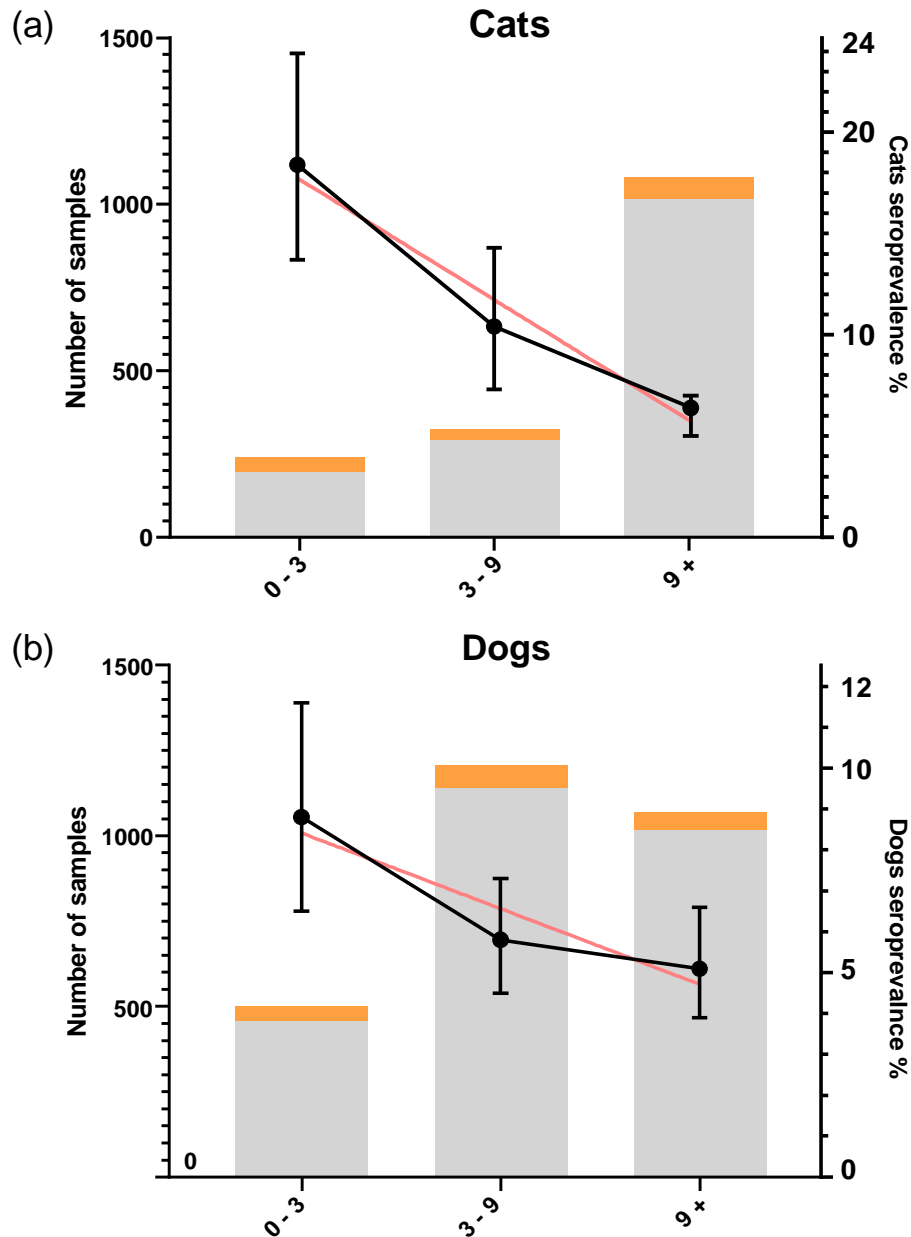 (a)
Cats
1500
1000
500
0
Number of samples
24
20
10
0
Cats seroprevalence %
0 - 3
3 - 9
9 +
(b)
Dogs
1500
1000
500
0
Number of samples
12
10
5
0
Dogs seroprevalnce %
0 - 3
3 - 9
9 +